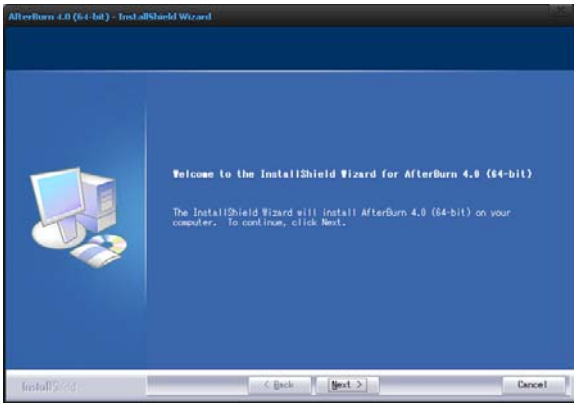 AfterBurn 4.0 (64-bit) - InstallShield Wizard
Welcome to the InstallShield Wizard for AfterBurn 4.0 (64-bit)
The InstallShield Wizard will install AfterBurn 4.0 (64-bit) on your
computer. To continue, click Next.
InstallShield
< Back
Next >
Cancel